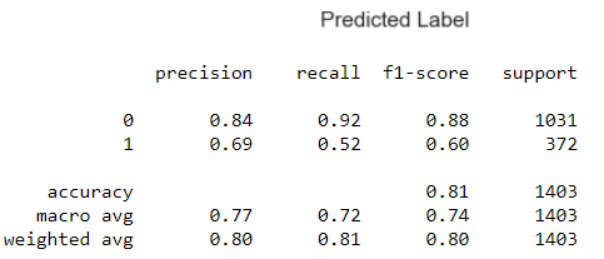 Predicted Label
precision recall f1-score support
0 0.84 0.92 0.88 1031
1 0.69 0.52 0.60 372
accuracy 0.81 1403
macro avg 0.77 0.72 0.74 1403
weighted avg 0.80 0.81 0.80 1403